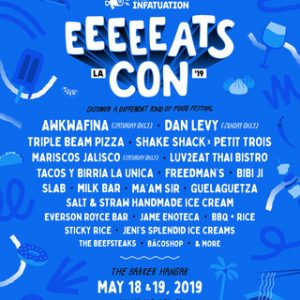 INFATUATION
EEEEEATS
LA CON '19
DISCOVER A DIFFERENT KIND OF FOOD FESTIVAL
AWKWAFINA (SATURDAY ONLY) • DAN LEVY (SUNDAY ONLY)
TRIPLE BEAM PIZZA • SHAKE SHACK x PETIT TROIS
MARISCOS JALISCO (SATURDAY ONLY) • LUV2EAT THAI BISTRO
TACOS Y BIRRIA LA UNICA • FREEDMAN'S • BIBI JI
SLAB • MILK BAR • MA'AM SIR • GUELAGUETZA
SALT & STRAW HANDMADE ICE CREAM
EVERSON ROYCE BAR • JAME ENOTECA • BBQ + RICE
STICKY RICE • JENI'S SPLENDID ICE CREAMS
THE BEEFSTEAKS • BÁCOSHOP • & MORE
THE BARKER HANGAR
MAY 18 & 19, 2019